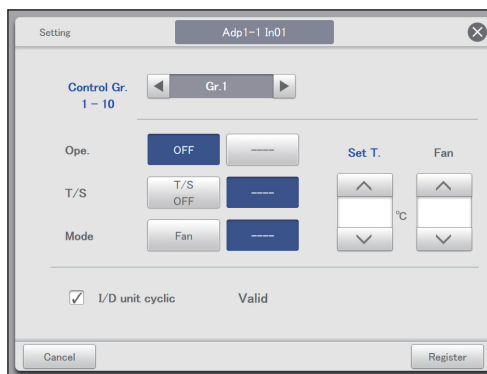 Setting
Adp1-1 In01
Control Gr.
1 - 10
Gr.1
Ope.
OFF
----
Set T.
Fan
T/S
T/S
OFF
----
°C
Mode
Fan
----
I/D unit cyclic
Valid
Cancel
Register